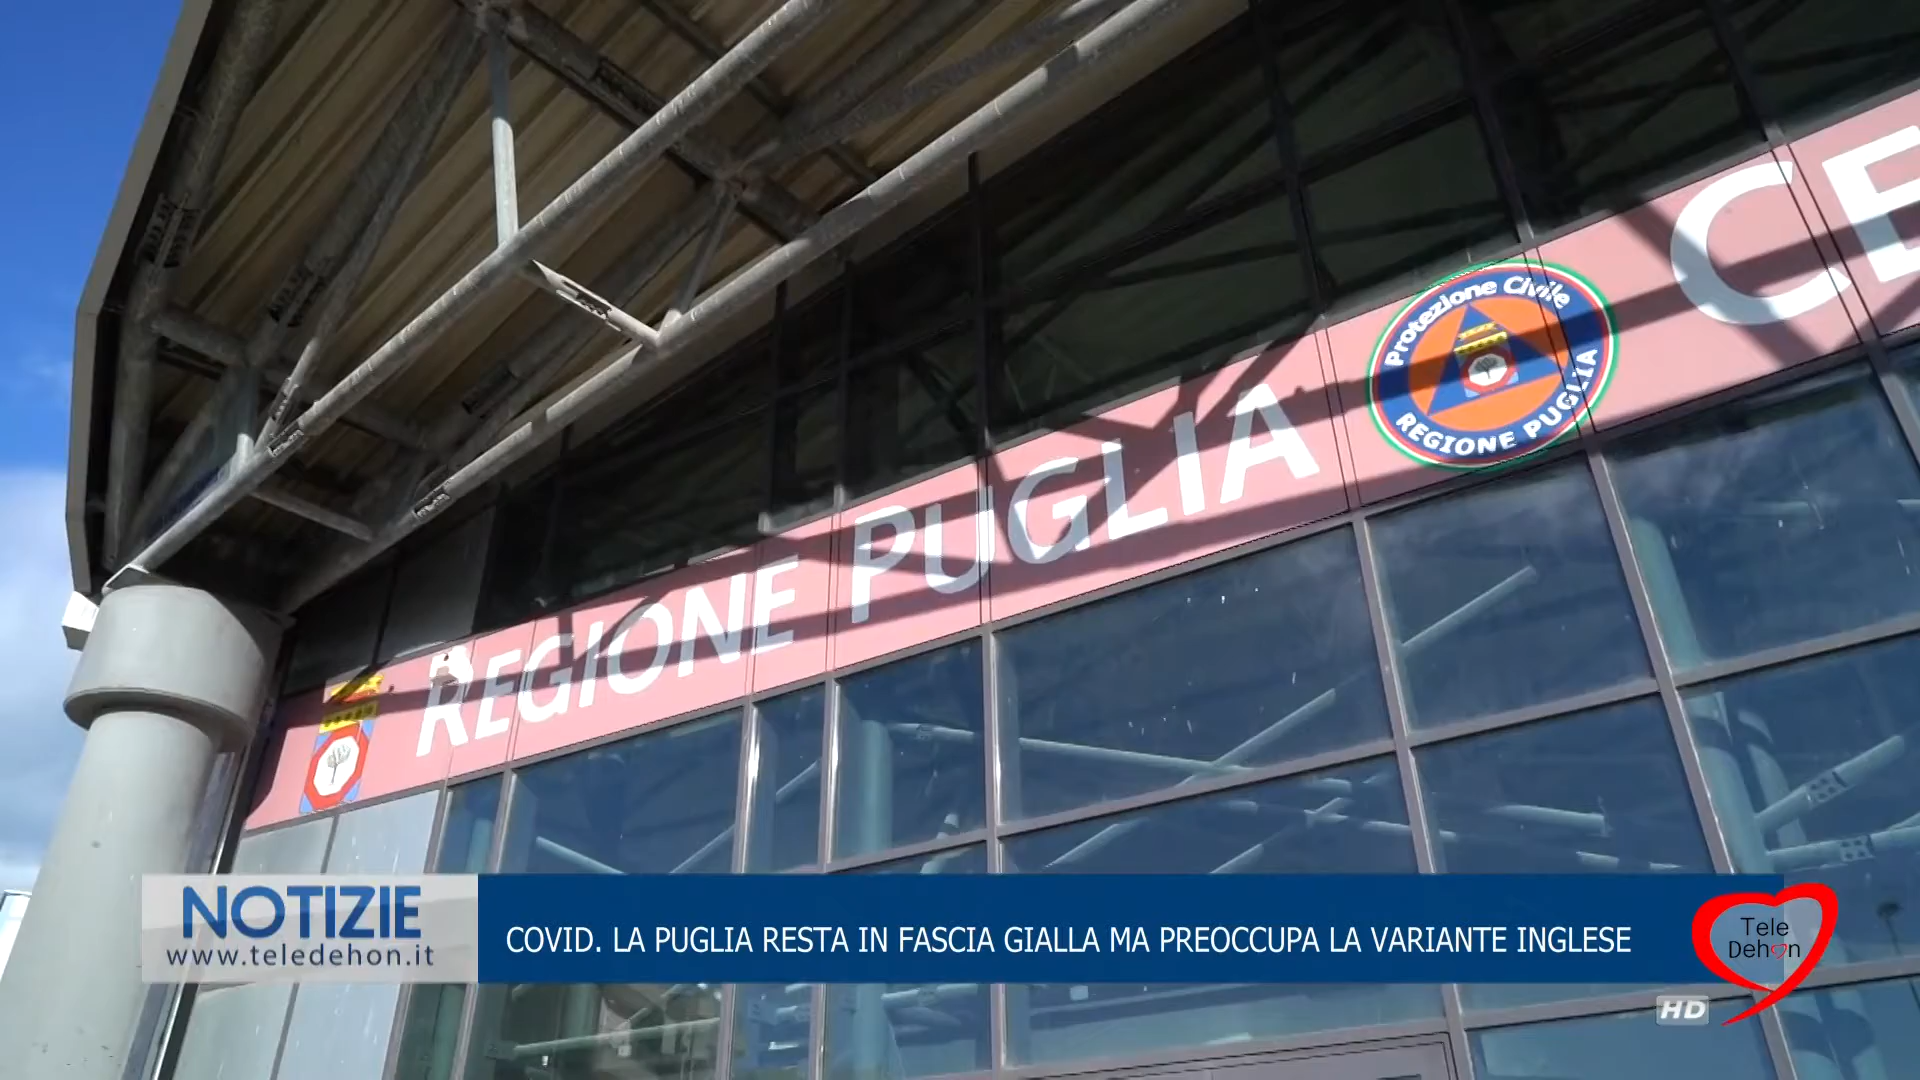 REGIONE PUGLIA
Protezione Civile
REGIONE PUGLIA
CE
NOTIZIE
www.teledehon.it
COVID. LA PUGLIA RESTA IN FASCIA GIALLA MA PREOCCUPA LA VARIANTE INGLESE
Tele
Dehon
HD